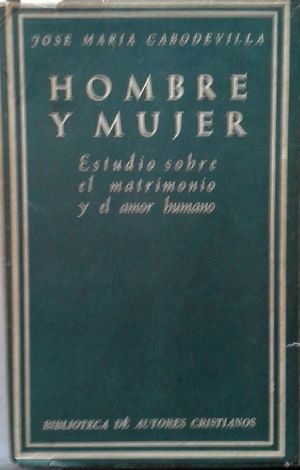 JOSE MARIA CABODEVILLA
HOMBRE
Y MUJER
Estudio sobre
el matrimonio
y el amor humano
BIBLIOTECA DE AUTORES CRISTIANOS